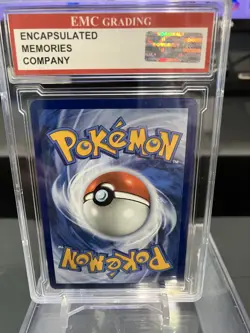 EMC GRADING
ENCAPSULATED
MEMORIES
COMPANY
POKéMON
POKéMON